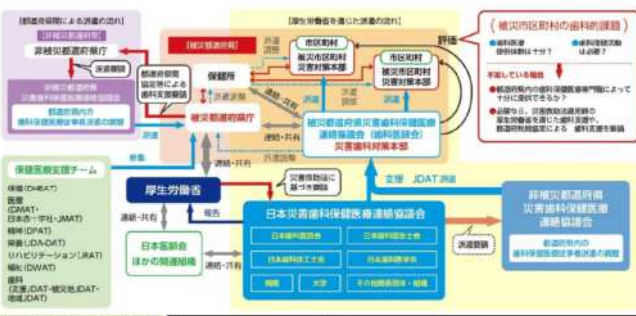 【都道府県間による派遣の流れ】
【非被災都道府県】
非被災都道府県庁
派遣要請
非被災都道府県
災害歯科保健医療連絡協議会
都道府県内の
歯科保健医療従事者派遣の調整
都道府県間
協定等による
歯科支援要請
【厚生労働省を通じた派遣の流れ】
【被災都道府県】
保健所
被災都道府県庁
派遣
調整
市区町村
被災市区町村
災害対策本部
市区町村
被災市区町村
災害対策本部
連絡・共有
派遣
派遣
調整
派遣
連絡・共有
被災都道府県災害歯科保健医療
連絡協議会（歯科医師会）
災害歯科対策本部
派遣
派遣調整
評価
被災市区町村の歯科的課題
●歯科医療
提供体制は十分？
●歯科保健活動
は必要？
不足している場合
●都道府県内の災害歯科保健医療専門職によって
十分に提供できるか？
●必要なら、災害救助法適用時の
厚生労働省を通じた歯科支援や、
都道府県間協定による 歯科支援を要請
保健医療支援チーム
保健（DHEAT）
医療
（DMAT・
日本赤十字社・JMAT）
精神（DPAT）
栄養（JDA-DAT）
リハビリテーション（JRAT）
福祉（DWAT）
歯科
（支援JDAT・被災地JDAT・
地域JDAT）
参集
連絡・共有
厚生労働省
災害救助法に
基づき要請
支援 JDAT 派遣
連絡・共有
報告
日本医師会
ほかの関連組織
連絡・共有
日本災害歯科保健医療連絡協議会
日本歯科医師会
日本歯科衛生士会
日本歯科技工士会
日本歯科医学会
病院
大学
その他関係団体・組織
派遣要請
非被災都道府県
災害歯科保健医療
連絡協議会
都道府県内の
歯科保健医療従事者派遣の調整